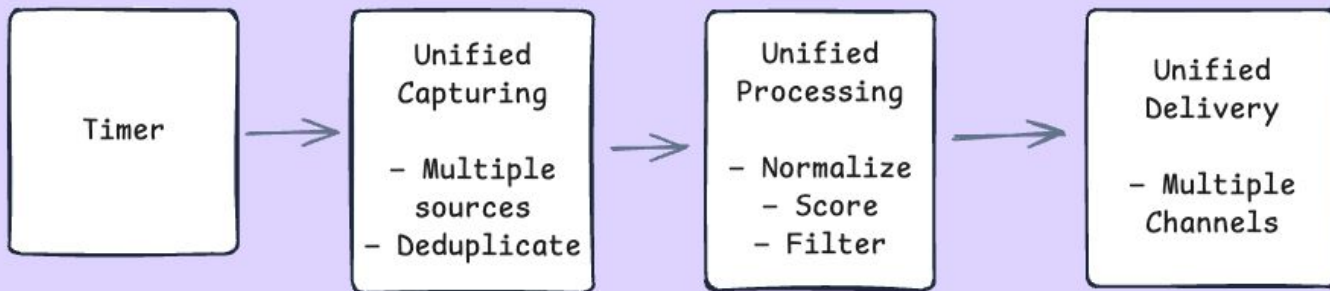 Timer
Unified
Capturing
– Multiple
sources
– Deduplicate
Unified
Processing
– Normalize
– Score
– Filter
Unified
Delivery
– Multiple
Channels